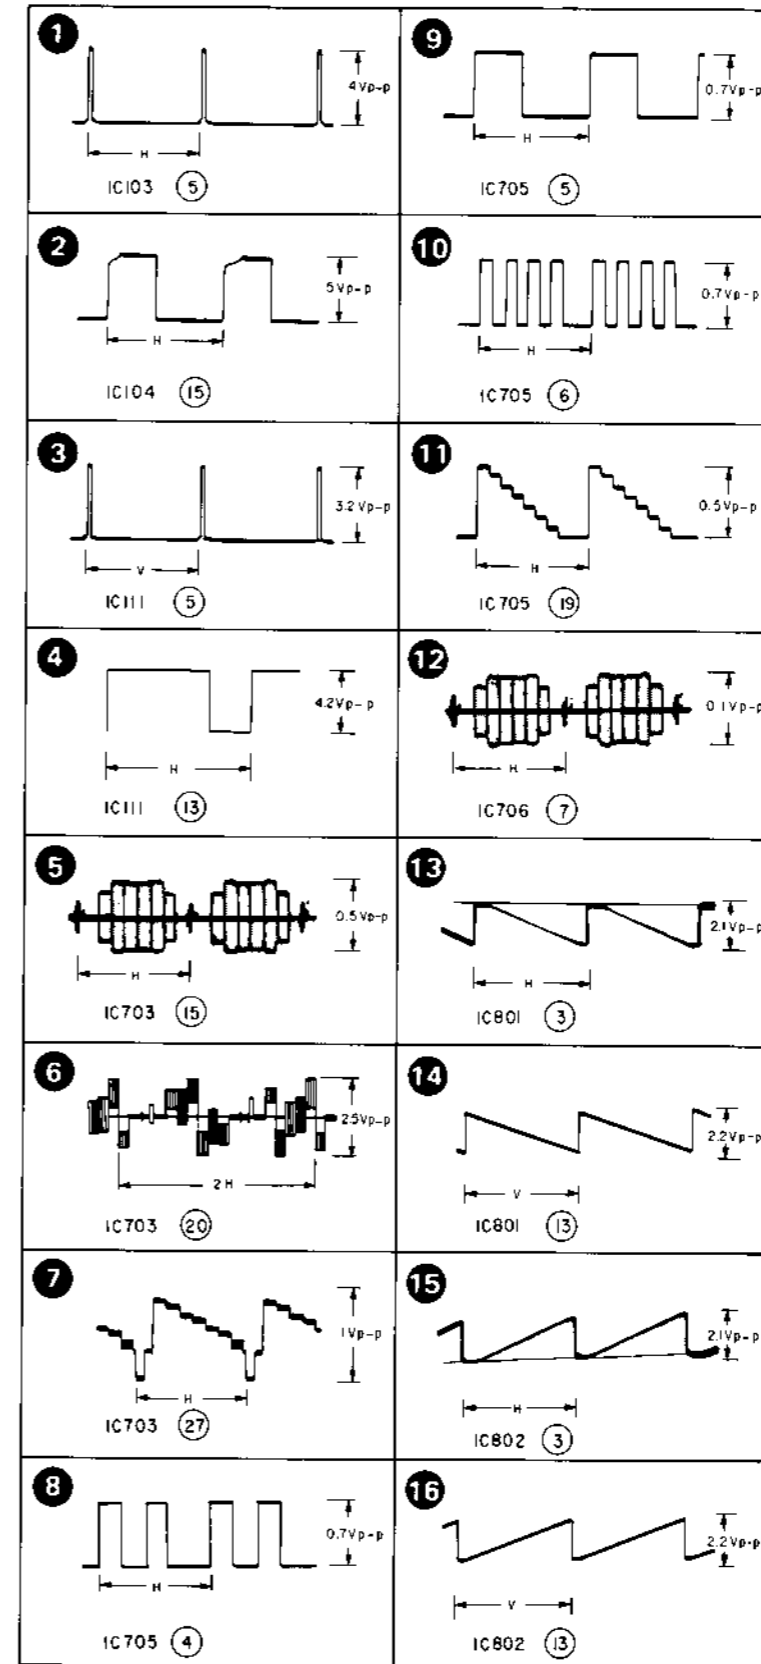 1
4Vp-p
H
IC103 5
2
5Vp-p
H
IC104 15
3
3.2Vp-p
V
IC111 5
4
4.2Vp-p
H
IC111 13
5
0.5Vp-p
H
IC703 15
6
2.5Vp-p
2H
IC703 20
7
1Vp-p
H
IC703 27
8
0.7Vp-p
H
IC705 4
9
0.7Vp-p
H
IC705 5
10
0.7Vp-p
H
IC705 6
11
0.5Vp-p
H
IC705 19
12
0.1Vp-p
H
IC706 7
13
2.1Vp-p
H
IC801 3
14
2.2Vp-p
V
IC801 13
15
2.1Vp-p
H
IC802 3
16
2.2Vp-p
V
IC802 13